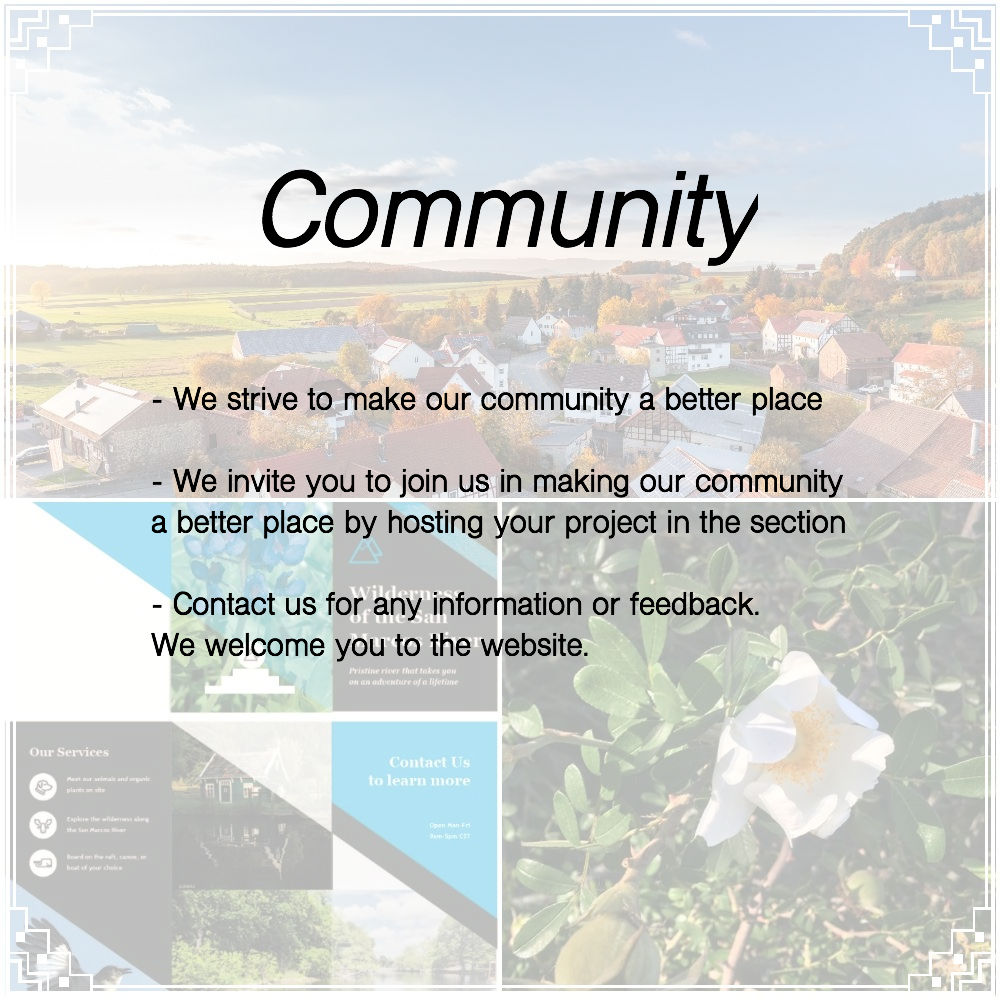 Community
- We strive to make our community a better place
- We invite you to join us in making our community
a better place by hosting your project in the section
- Contact us for any information or feedback.
We welcome you to the website.
Wilderness
of the San
Marcos River
Pristine river that takes you
on an adventure of a lifetime
Our Services
Meet our animals and organic
plants on site
Explore the wilderness along
the San Marcos River
Board on the raft, canoe, or
boat of your choice
Contact Us
to learn more
Open Mon-Fri
9am-5pm CST